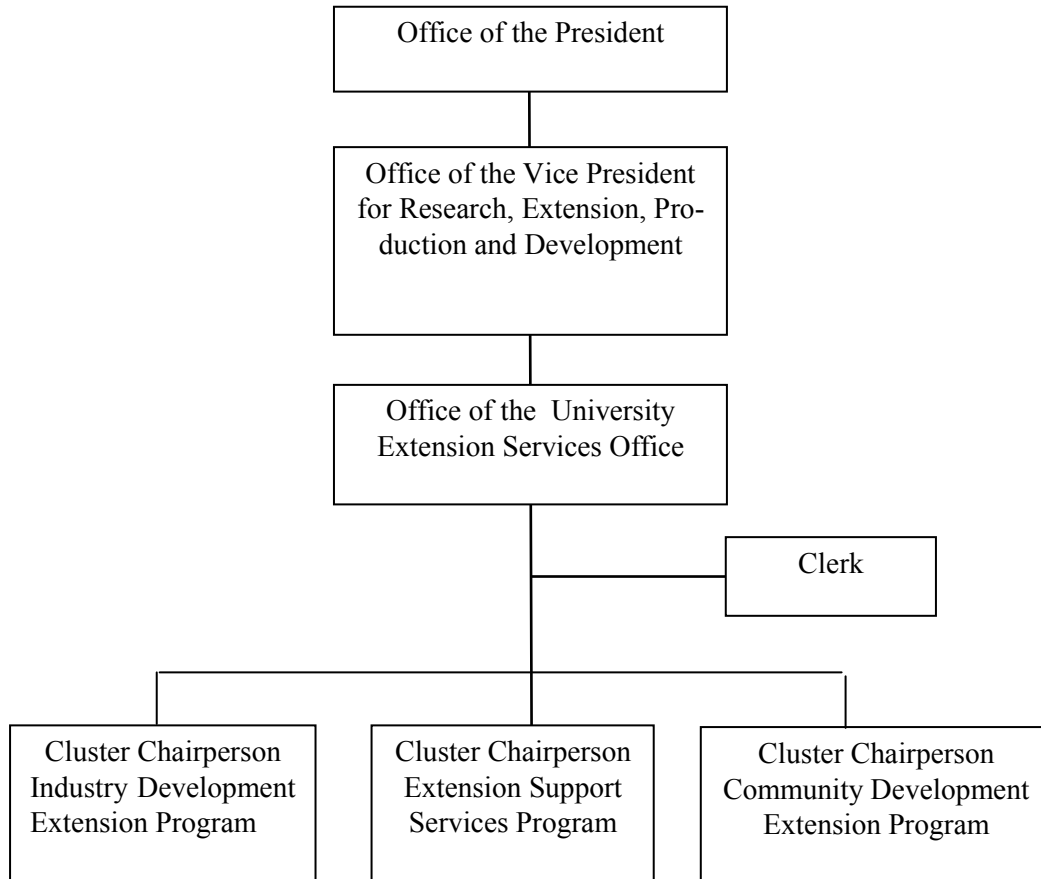 Office of the President
Office of the Vice President
for Research, Extension, Pro-
duction and Development
Office of the  University
Extension Services Office
Clerk
Cluster Chairperson
Industry Development
Extension Program
Cluster Chairperson
Extension Support
Services Program
Cluster Chairperson
Community Development
Extension Program